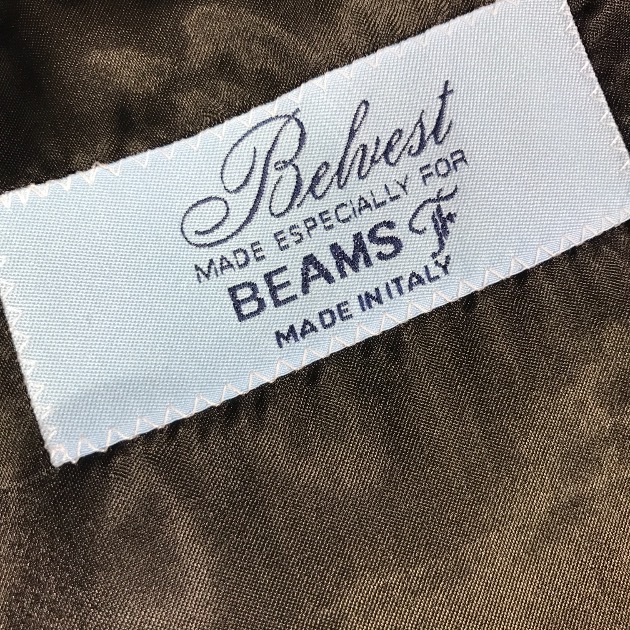 Belvest
MADE ESPECIALLY FOR
BEAMS F
MADE IN ITALY